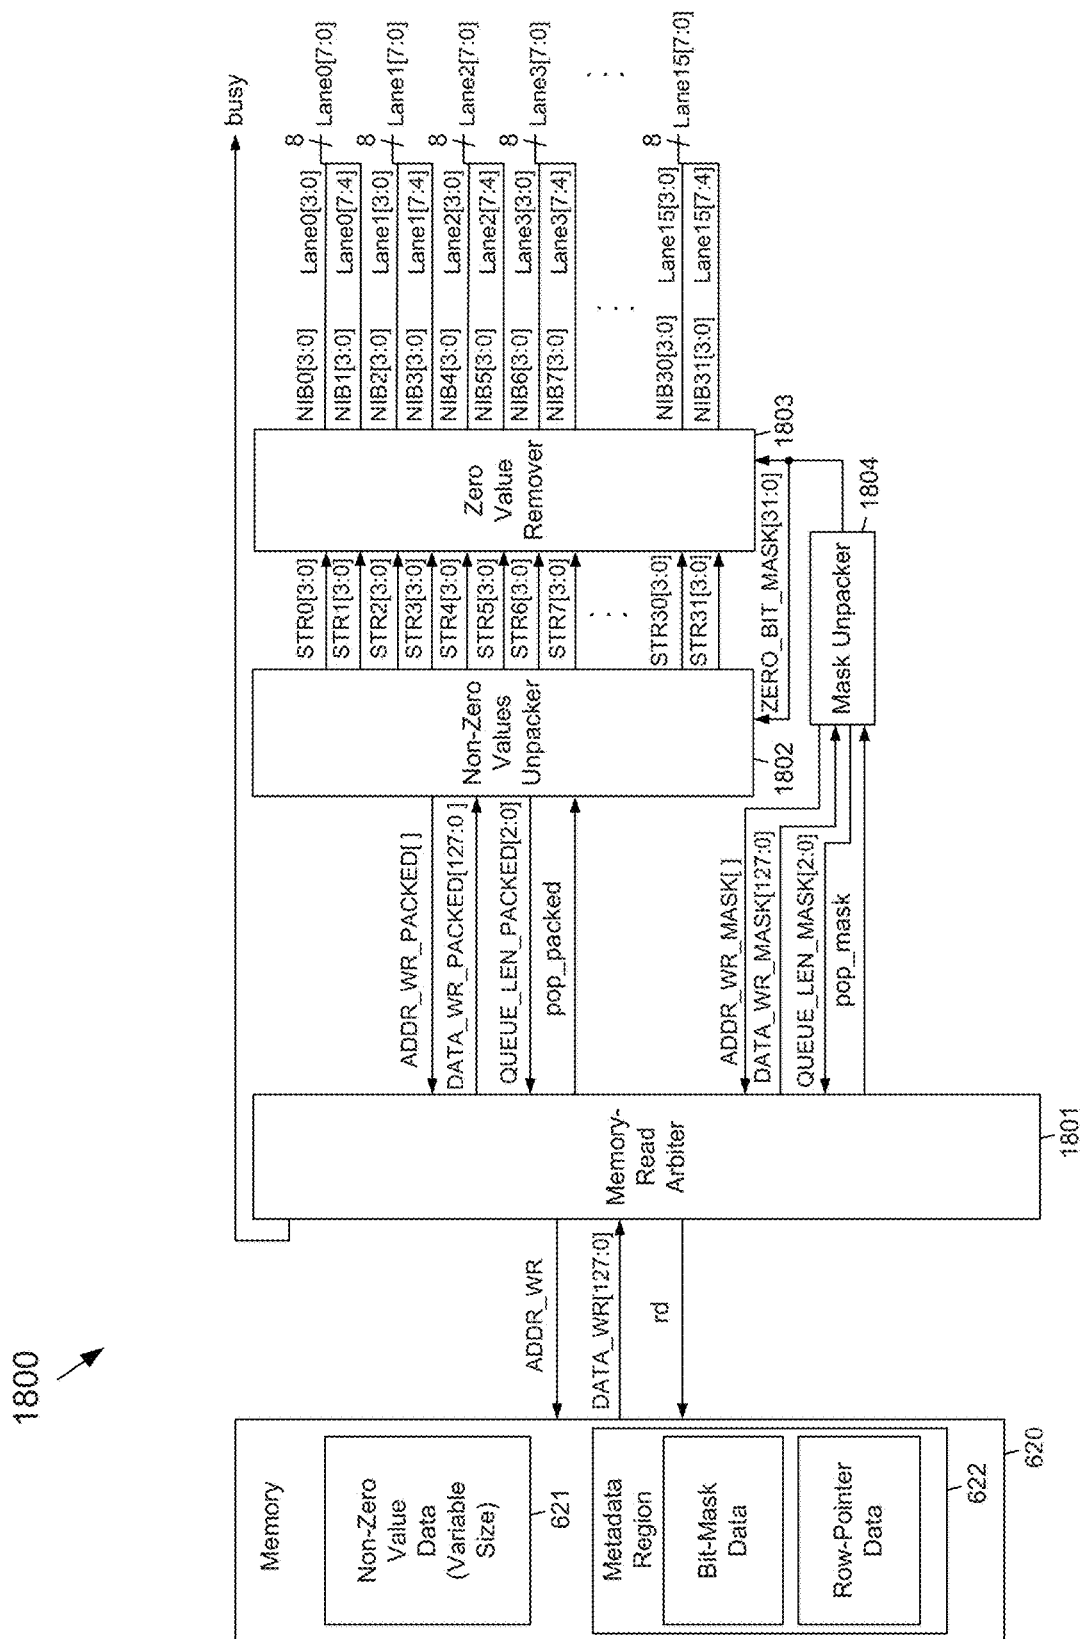 1800
Memory
Non-Zero
Value
Data
(Variable
Size)
621
Metadata
Region
Bit-Mask
Data
Row-Pointer
Data
622
620
ADDR_WR
DATA_WR[127:0]
rd
busy
Memory-
Read
Arbiter
1801
ADDR_WR_PACKED[ ]
DATA_WR_PACKED[127:0 ]
QUEUE_LEN_PACKED[2:0]
pop_packed
ADDR_WR_MASK[ ]
DATA_WR_MASK[127:0]
QUEUE_LEN_MASK[2:0]
pop_mask
Non-Zero
Values
Unpacker
1802
STR0[3:0]
STR1[3:0]
STR2[3:0]
STR3[3:0]
STR4[3:0]
STR5[3:0]
STR6[3:0]
STR7[3:0]
. . .
STR30[3:0]
STR31[3:0]
ZERO_BIT_MASK[31:0]
Mask Unpacker
1804
Zero
Value
Remover
1803
NIB0[3:0] Lane0[3:0]
NIB1[3:0] Lane0[7:4]
NIB2[3:0] Lane1[3:0]
NIB3[3:0] Lane1[7:4]
NIB4[3:0] Lane2[3:0]
NIB5[3:0] Lane2[7:4]
NIB6[3:0] Lane3[3:0]
NIB7[3:0] Lane3[7:4]
. . .
NIB30[3:0] Lane15[3:0]
NIB31[3:0] Lane15[7:4]
8 Lane0[7:0]
8 Lane1[7:0]
8 Lane2[7:0]
8 Lane3[7:0]
. . .
8 Lane15[7:0]